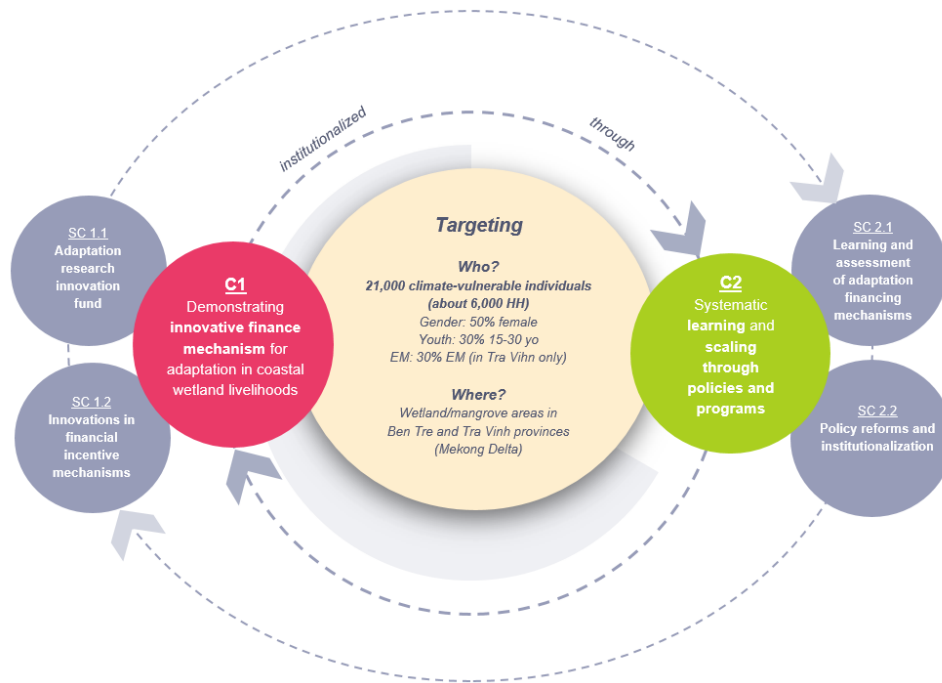 institutionalized
through
SC 1.1
Adaptation
research
innovation
fund
SC 1.2
Innovations in
financial
incentive
mechanisms
C1
Demonstrating
innovative finance
mechanism for
adaptation in coastal
wetland livelihoods
Targeting
Who?
21,000 climate-vulnerable individuals
(about 6,000 HH)
Gender: 50% female
Youth: 30% 15-30 yo
EM: 30% EM (in Tra Vihn only)
Where?
Wetland/mangrove areas in
Ben Tre and Tra Vinh provinces
(Mekong Delta)
C2
Systematic
learning and
scaling
through
policies and
programs
SC 2.1
Learning and
assessment
of adaptation
financing
mechanisms
SC 2.2
Policy reforms and
institutionalization